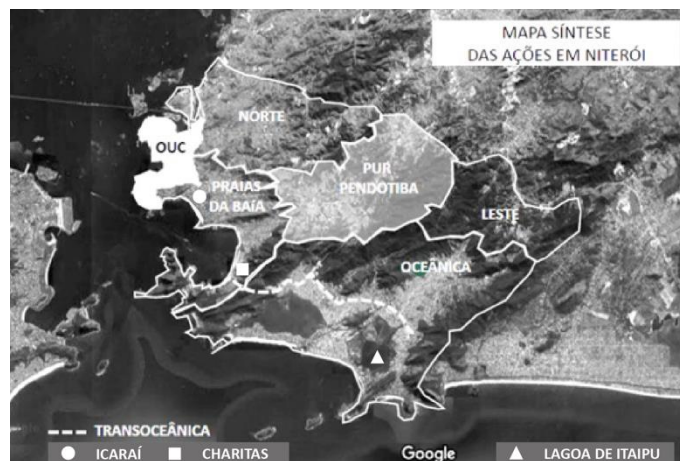 MAPA SÍNTESE
DAS AÇÕES EM NITERÓI
NORTE
OUC
PUR
PENDOTIBA
PRAIAS
DA BAÍA
LESTE
OCEÂNICA
TRANSOCEÂNICA
Google
ICARAÍ
CHARITAS
LAGOA DE ITAIPU